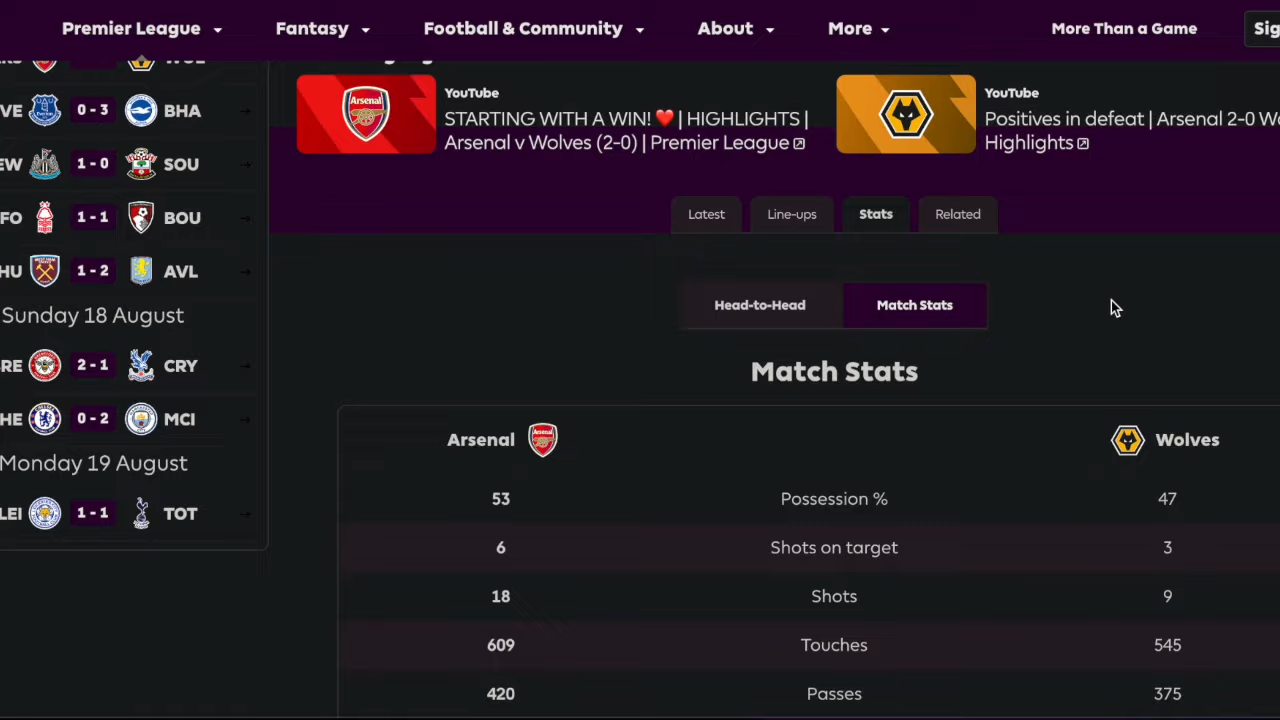 Premier League
Fantasy
Football & Community
About
More
More Than a Game
Sig
VE 0 - 3 BHA
EW 1 - 0 SOU
FO 1 - 1 BOU
HU 1 - 2 AVL
Sunday 18 August
RE 2 - 1 CRY
HE 0 - 2 MCI
Monday 19 August
LEI 1 - 1 TOT
Arsenal
YouTube
STARTING WITH A WIN! ❤️ | HIGHLIGHTS |
Arsenal v Wolves (2-0) | Premier League
YouTube
Positives in defeat | Arsenal 2-0 Wo
Highlights
Latest
Line-ups
Stats
Related
Head-to-Head
Match Stats
Match Stats
Arsenal Arsenal Wolves
53 Possession % 47
6 Shots on target 3
18 Shots 9
609 Touches 545
420 Passes 375